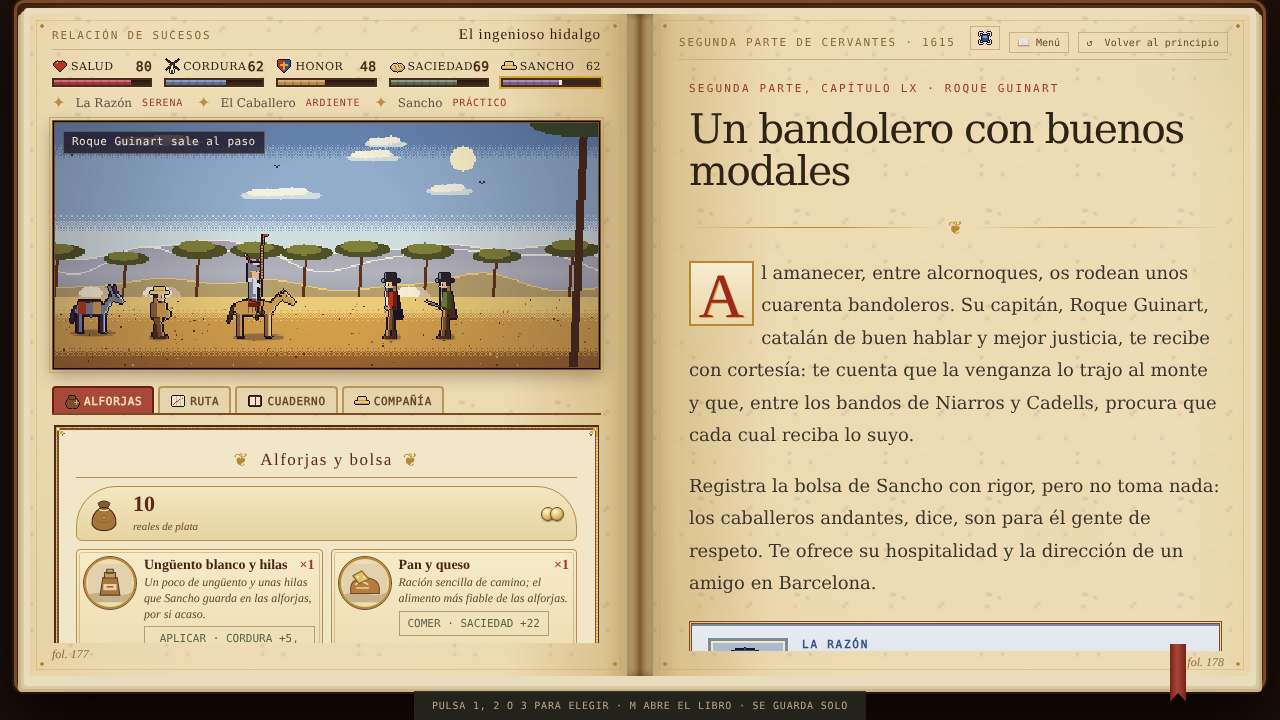 RELACIÓN DE SUCESOS
El ingenioso hidalgo
SALUD 80
CORDURA 62
HONOR 48
SACIEDAD 69
SANCHO 62
La Razón SERENA
El Caballero ARDIENTE
Sancho PRÁCTICO
Roque Guinart sale al paso
ALFORJAS
RUTA
CUADERNO
COMPAÑÍA
Alforjas y bolsa
10
reales de plata
Ungüento blanco y hilas ×1
Un poco de ungüento y unas hilas
que Sancho guarda en las alforjas,
por si acaso.
APLICAR · CORDURA +5,
Pan y queso ×1
Ración sencilla de camino; el
alimento más fiable de las alforjas.
COMER · SACIEDAD +22
fol. 177
SEGUNDA PARTE DE CERVANTES · 1615
Menú
↺ Volver al principio
SEGUNDA PARTE, CAPÍTULO LX · ROQUE GUINART
Un bandolero con buenos
modales
Al amanecer, entre alcornoques, os rodean unos
cuarenta bandoleros. Su capitán, Roque Guinart,
catalán de buen hablar y mejor justicia, te recibe
con cortesía: te cuenta que la venganza lo trajo al monte
y que, entre los bandos de Niarros y Cadells, procura que
cada cual reciba lo suyo.
Registra la bolsa de Sancho con rigor, pero no toma nada:
los caballeros andantes, dice, son para él gente de
respeto. Te ofrece su hospitalidad y la dirección de un
amigo en Barcelona.
LA RAZÓN
fol. 178
PULSA 1, 2 O 3 PARA ELEGIR · M ABRE EL LIBRO · SE GUARDA SOLO